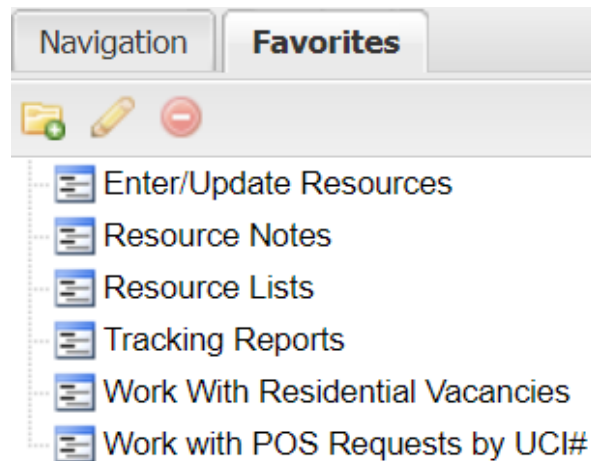 Navigation Favorites
Enter/Update Resources
Resource Notes
Resource Lists
Tracking Reports
Work With Residential Vacancies
Work with POS Requests by UCI#